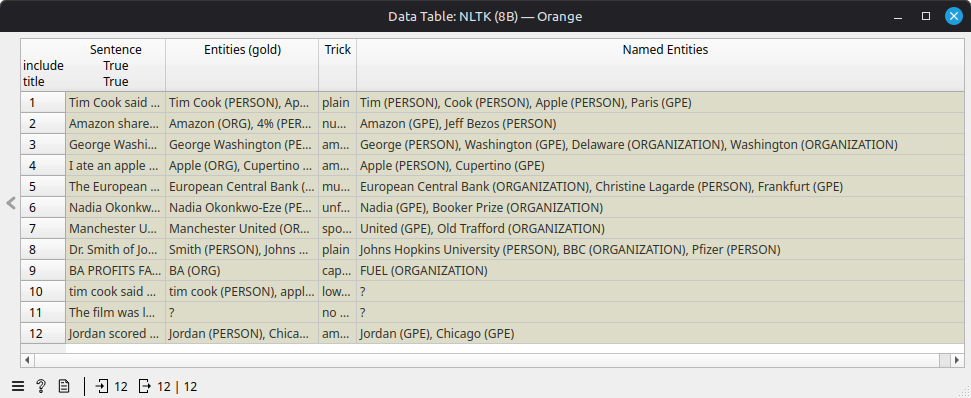 Data Table: NLTK (8B) — Orange
Sentence Entities (gold) Trick Named Entities
include True
title True
1 Tim Cook said ... Tim Cook (PERSON), Ap... plain Tim (PERSON), Cook (PERSON), Apple (PERSON), Paris (GPE)
2 Amazon share... Amazon (ORG), 4% (PER... nu... Amazon (GPE), Jeff Bezos (PERSON)
3 George Washi... George Washington (PE... am... George (PERSON), Washington (GPE), Delaware (ORGANIZATION), Washington (ORGANIZATION)
4 I ate an apple ... Apple (ORG), Cupertino ... am... Apple (PERSON), Cupertino (GPE)
5 The European ... European Central Bank (... mu... European Central Bank (ORGANIZATION), Christine Lagarde (PERSON), Frankfurt (GPE)
6 Nadia Okonkw... Nadia Okonkwo-Eze (PE... unf... Nadia (GPE), Booker Prize (ORGANIZATION)
7 Manchester U... Manchester United (OR... spo... United (GPE), Old Trafford (ORGANIZATION)
8 Dr. Smith of Jo... Smith (PERSON), Johns ... plain Johns Hopkins University (PERSON), BBC (ORGANIZATION), Pfizer (PERSON)
9 BA PROFITS FA... BA (ORG) cap... FUEL (ORGANIZATION)
10 tim cook said ... tim cook (PERSON), appl... low... ?
11 The film was l... ? no ... ?
12 Jordan scored ... Jordan (PERSON), Chica... am... Jordan (GPE), Chicago (GPE)
12 12 | 12